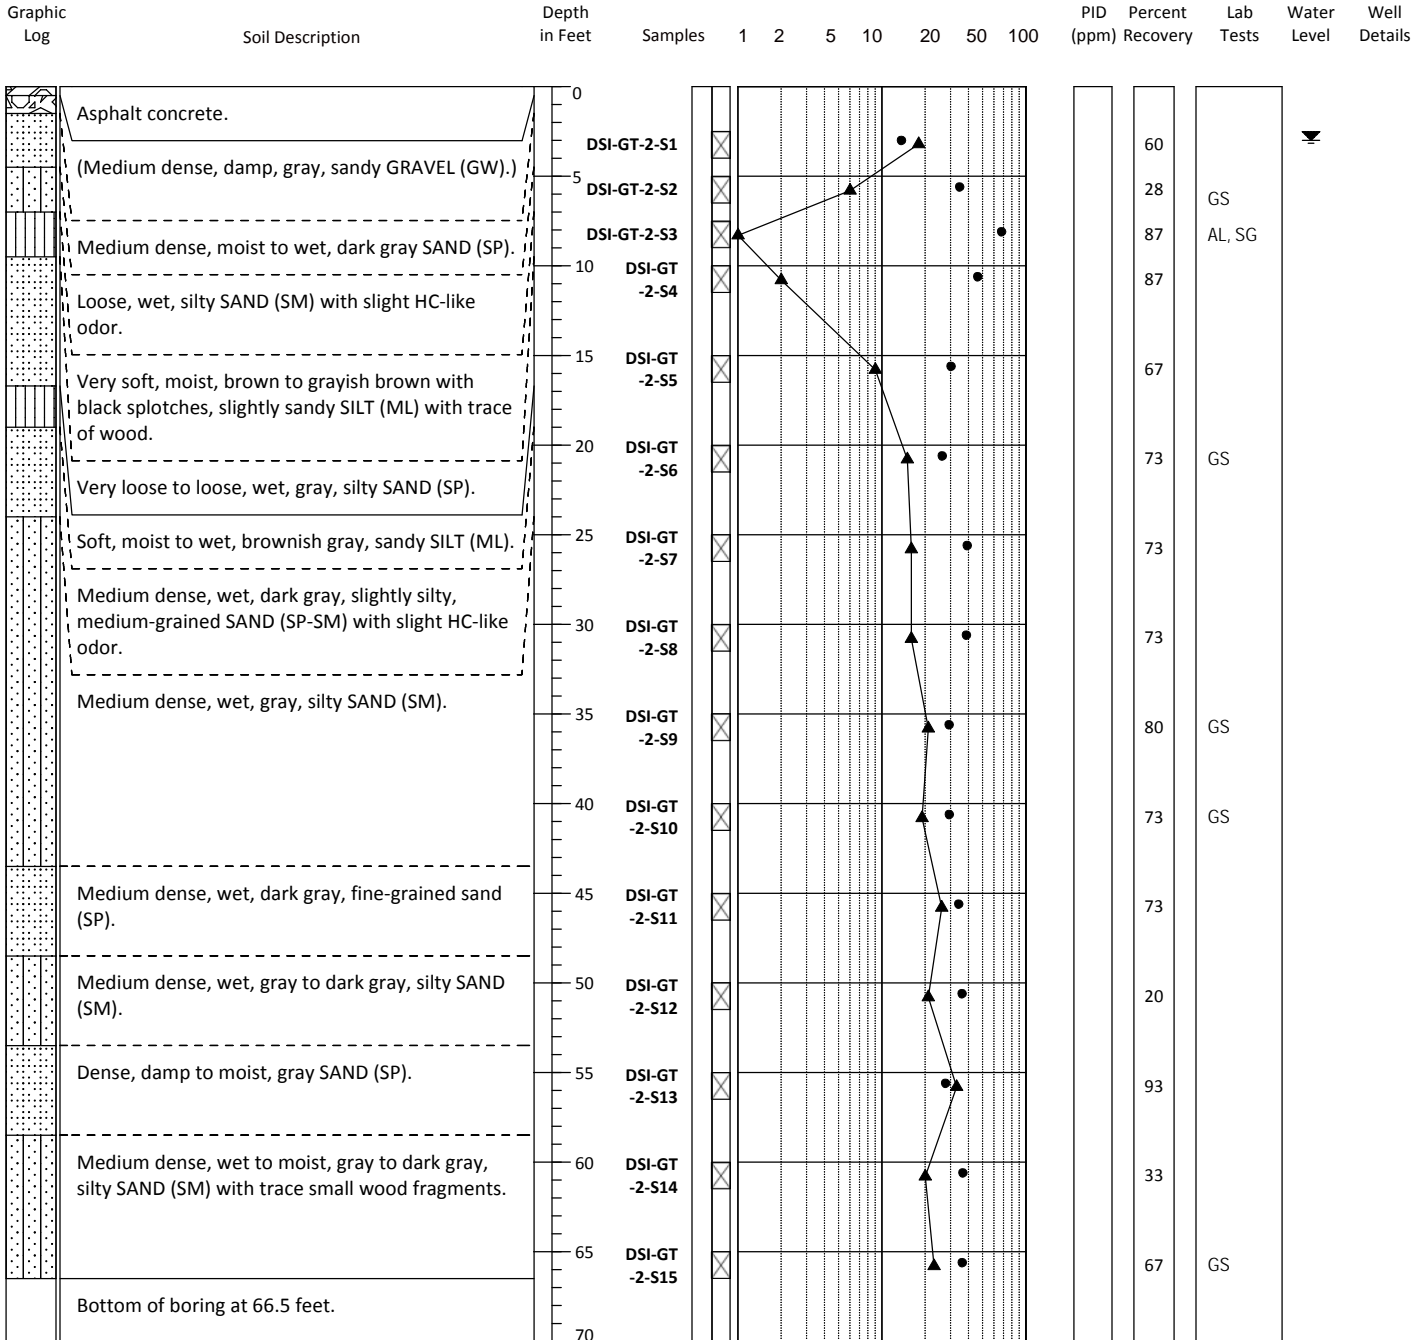 Graphic Log
Soil Description
Depth in Feet
Samples
1 2 5 10 20 50 100
PID (ppm)
Percent Recovery
Lab Tests
Water Level
Well Details
0
Asphalt concrete.
DSI-GT-2-S1
60
(Medium dense, damp, gray, sandy GRAVEL (GW).)
5
DSI-GT-2-S2
28
GS
Medium dense, moist to wet, dark gray SAND (SP).
DSI-GT-2-S3
87
AL, SG
10
DSI-GT
-2-S4
87
Loose, wet, silty SAND (SM) with slight HC-like
odor.
15
DSI-GT
-2-S5
67
Very soft, moist, brown to grayish brown with
black splotches, slightly sandy SILT (ML) with trace
of wood.
20
DSI-GT
-2-S6
73
GS
Very loose to loose, wet, gray, silty SAND (SP).
25
DSI-GT
-2-S7
73
Soft, moist to wet, brownish gray, sandy SILT (ML).
Medium dense, wet, dark gray, slightly silty,
medium-grained SAND (SP-SM) with slight HC-like
odor.
30
DSI-GT
-2-S8
73
Medium dense, wet, gray, silty SAND (SM).
35
DSI-GT
-2-S9
80
GS
40
DSI-GT
-2-S10
73
GS
Medium dense, wet, dark gray, fine-grained sand
(SP).
45
DSI-GT
-2-S11
73
Medium dense, wet, gray to dark gray, silty SAND
(SM).
50
DSI-GT
-2-S12
20
Dense, damp to moist, gray SAND (SP).
55
DSI-GT
-2-S13
93
Medium dense, wet to moist, gray to dark gray,
silty SAND (SM) with trace small wood fragments.
60
DSI-GT
-2-S14
33
65
DSI-GT
-2-S15
67
GS
Bottom of boring at 66.5 feet.
70